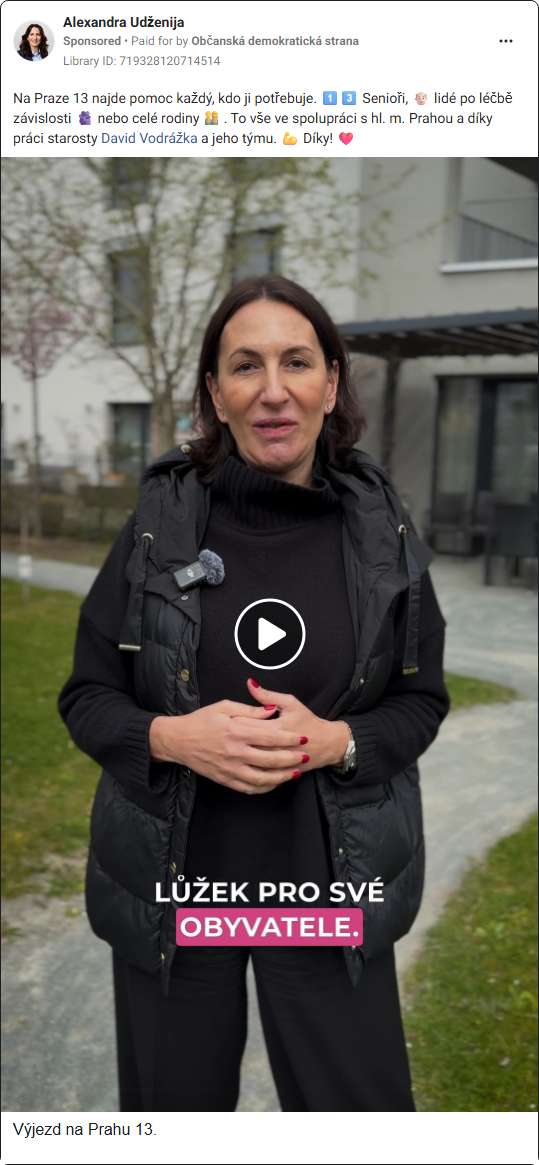 Alexandra Udženija
Sponsored • Paid for by Občanská demokratická strana
Library ID: 719328120714514
Na Praze 13 najde pomoc každý, kdo ji potřebuje. 1️⃣ 3️⃣ Senioři, 👴🏻 lidé po léčbě
závislosti 🫂 nebo celé rodiny 👨‍👩‍👧 . To vše ve spolupráci s hl. m. Prahou a díky
práci starosty David Vodrážka a jeho týmu. 💪 Díky! ❤️
LŮŽEK PRO SVÉ
OBYVATELE.
Výjezd na Prahu 13.